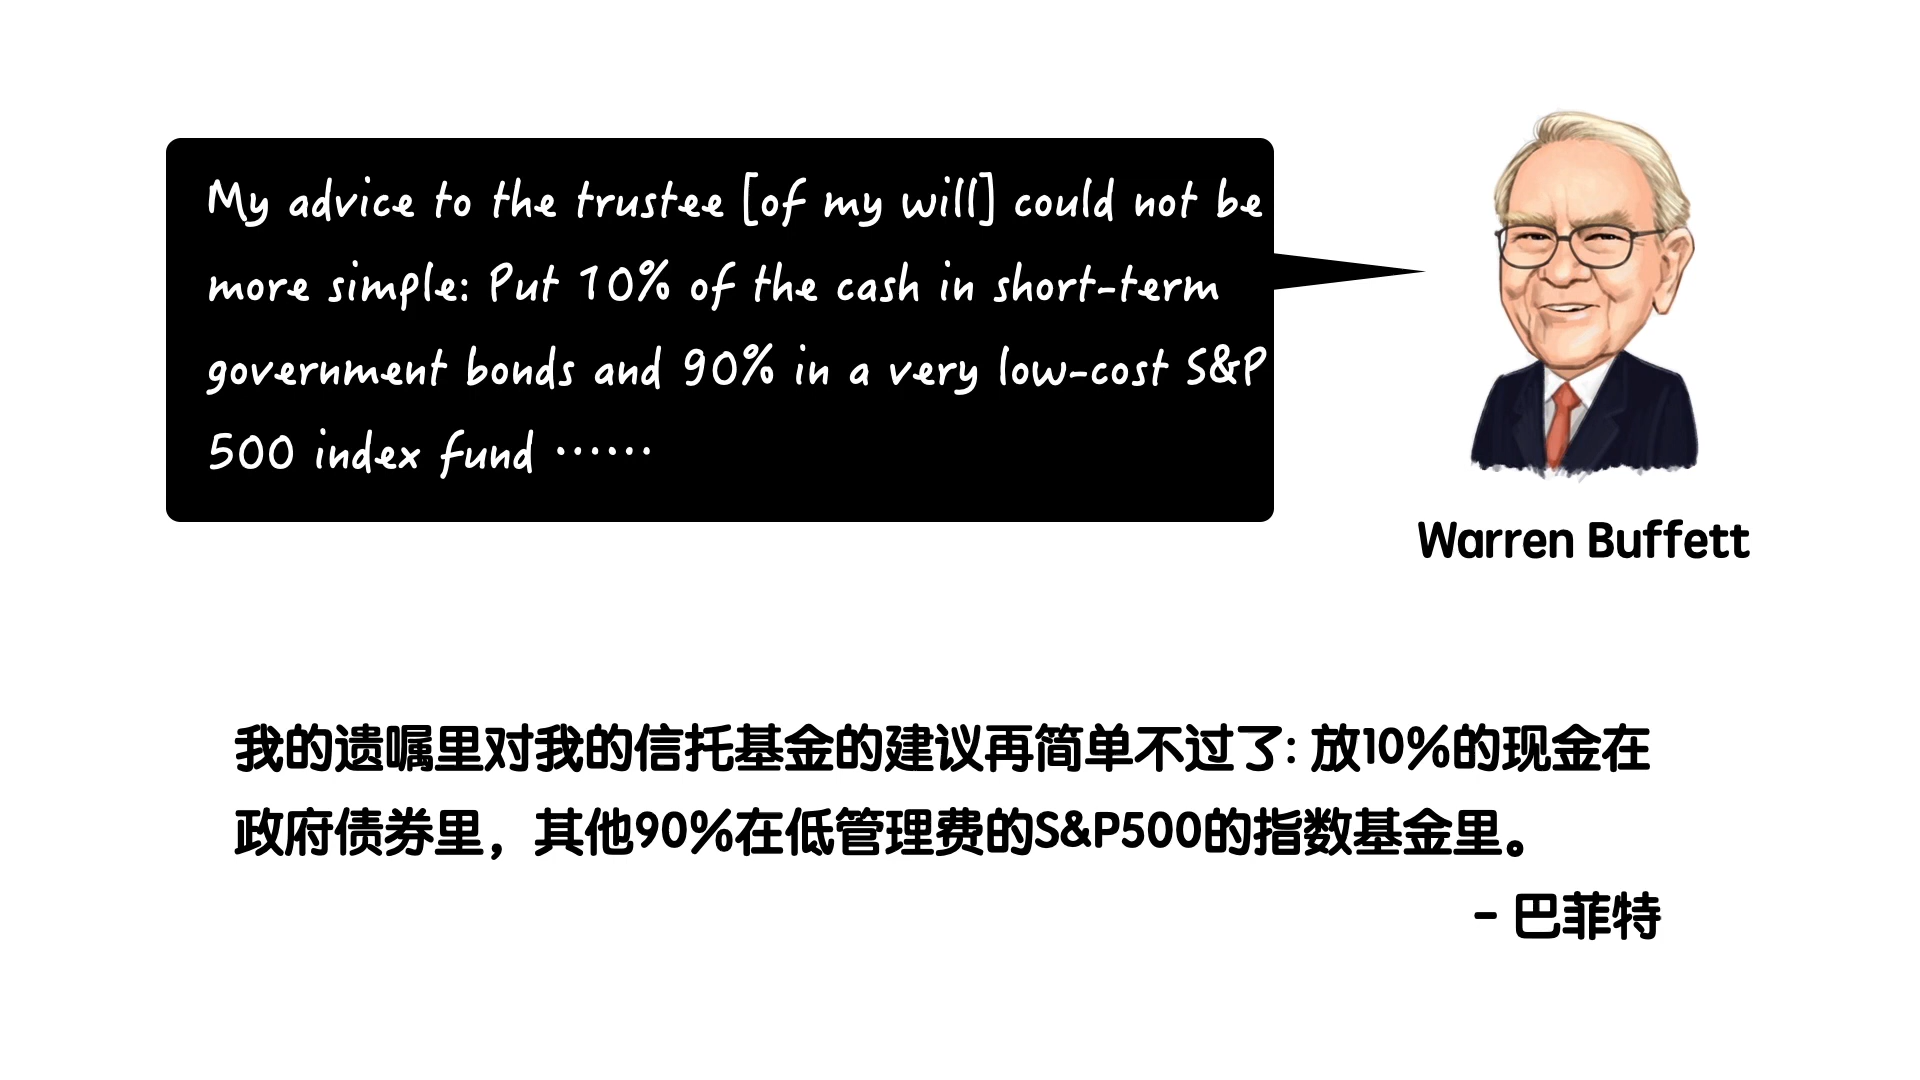 My advice to the trustee [of my will] could not be
more simple: Put 10% of the cash in short-term
government bonds and 90% in a very low-cost S&P
500 index fund ······
Warren Buffett
我的遗嘱里对我的信托基金的建议再简单不过了: 放10%的现金在
政府债券里，其他90%在低管理费的S&P500的指数基金里。
- 巴菲特